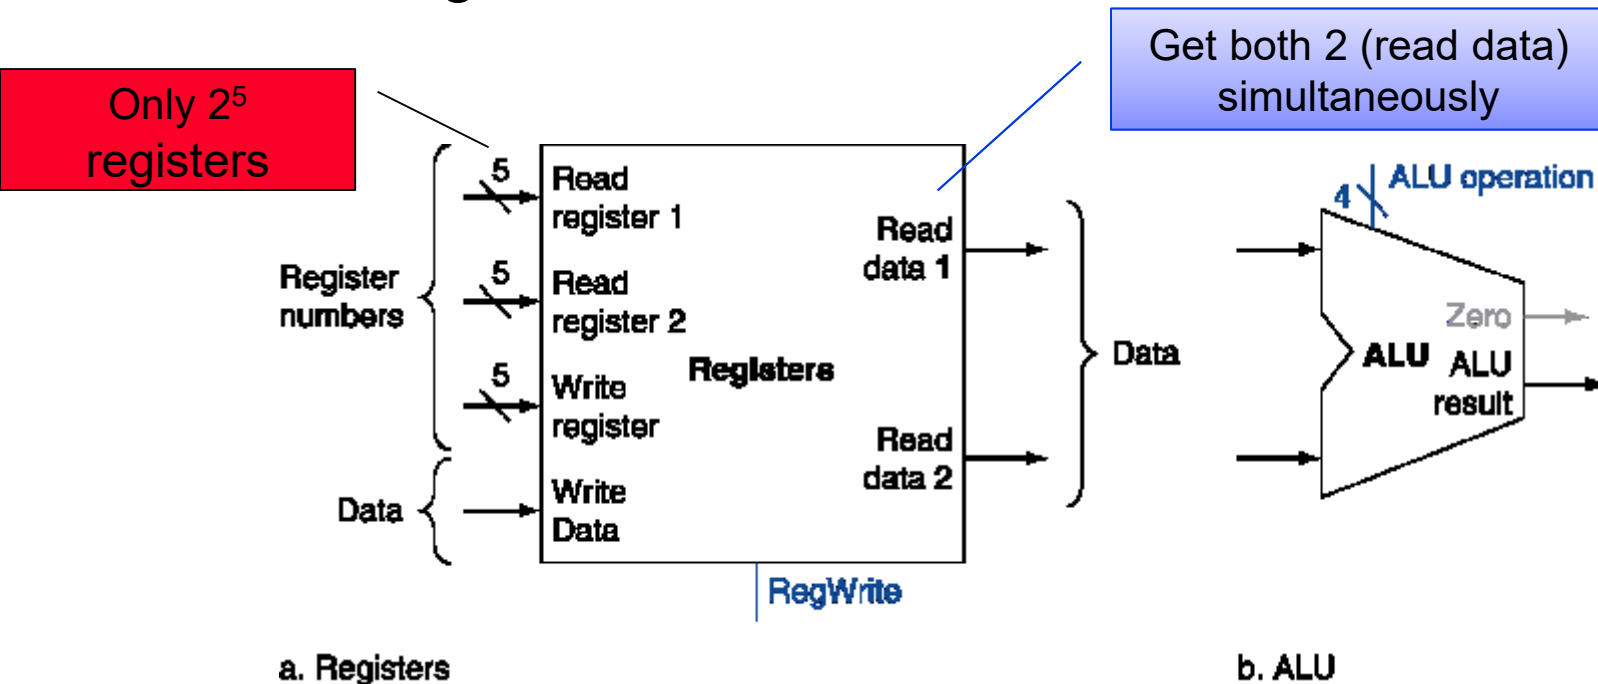 Only 2⁵
registers
Get both 2 (read data)
simultaneously
Register
numbers
Data
5
Read
register 1
5
Read
register 2
5
Write
register
Write
Data
Registers
Read
data 1
Read
data 2
RegWrite
Data
4
ALU operation
Zero
ALU
ALU
result
a. Registers
b. ALU